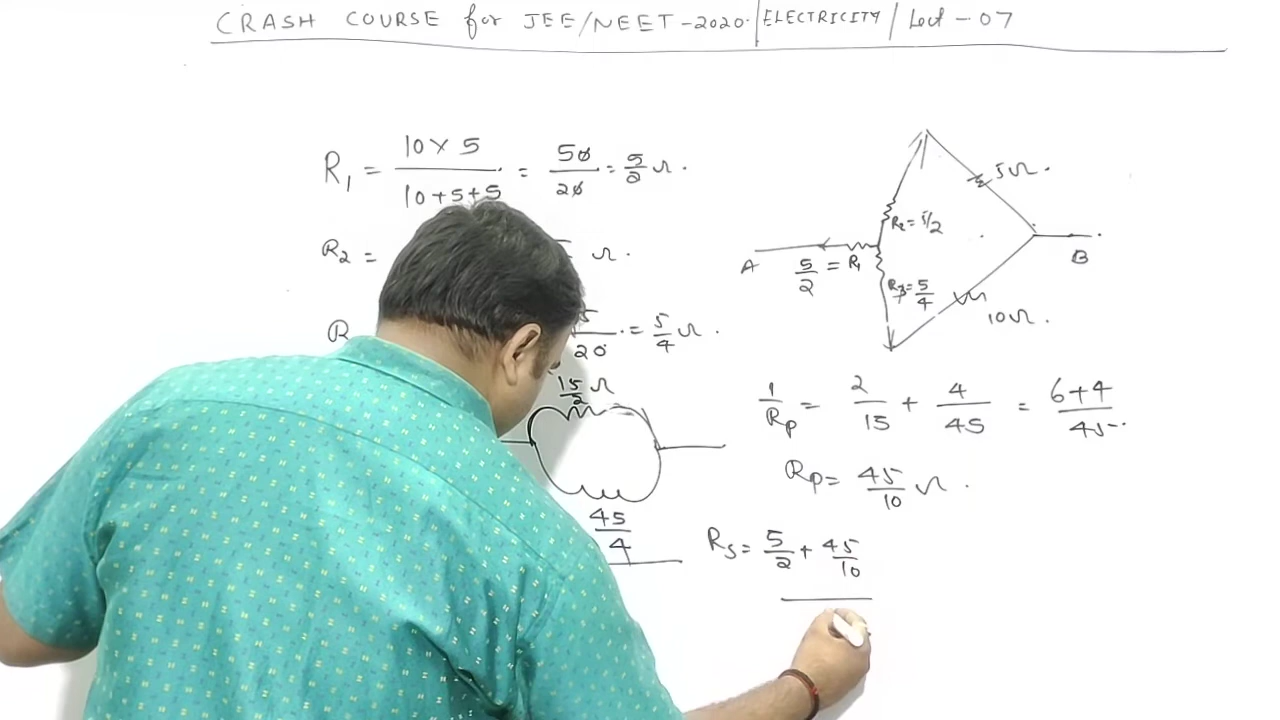 CRASH COURSE for JEE/NEET-2020. | ELECTRICITY / Lect - 07
R₁ = 10 × 5 / 10+5+5 = 50/20 = 5/2 Ω.
R₂ = Ω.
R 5/20 = 5/4 Ω.
15/2 Ω
45/4
5Ω.
R₂ = 5/2
A 5/2 = R₁ B
R₃ = 5/4
10Ω.
1/Rₚ = 2/15 + 4/45 = 6+4/45
Rₚ = 45/10 Ω.
Rₛ = 5/2 + 45/10